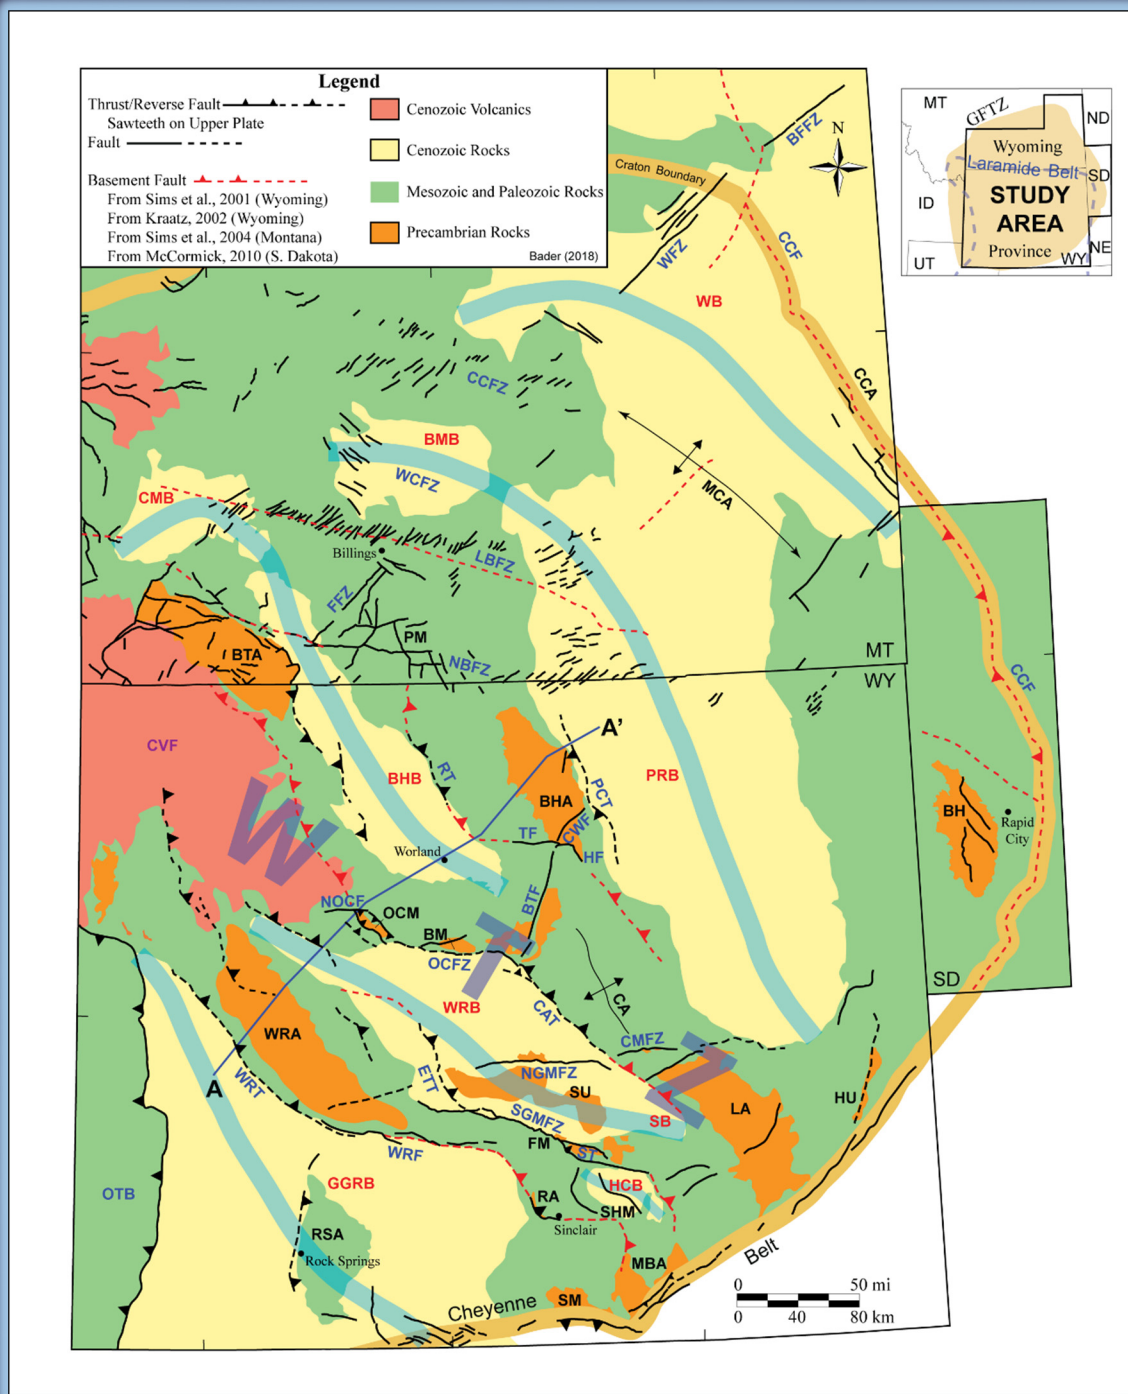 Legend
Thrust/Reverse Fault
Sawteeth on Upper Plate
Fault
Basement Fault
From Sims et al., 2001 (Wyoming)
From Kraatz, 2002 (Wyoming)
From Sims et al., 2004 (Montana)
From McCormick, 2010 (S. Dakota)
Cenozoic Volcanics
Cenozoic Rocks
Mesozoic and Paleozoic Rocks
Precambrian Rocks
Bader (2018)
MT
GFTZ
ND
Wyoming
Laramide Belt
SD
ID
STUDY
AREA
Province
NE
UT
WY
BFFZ
N
Craton Boundary
WFZ
CCF
WB
CCFZ
CCA
BMB
WCFZ
MCA
CMB
Billings
LBFZ
FFZ
PM
BTA
NBFZ
MT
WY
CCF
CVF
A'
BHB
RT
PRB
PCT
BHA
BH
W
TF
CWF
HF
Rapid
City
Worland
NOCF
OCM
BTF
BM
T
OCFZ
SD
WRB
CAT
CA
WRA
CMFZ
Z
A
WRT
ETT
NGMFZ
SU
SGMFZ
SB
LA
HU
FM
ST
WRF
OTB
GGRB
HCB
RA
SHM
Sinclair
RSA
Rock Springs
MBA
Belt
Cheyenne
SM
0 50 mi
0 40 80 km